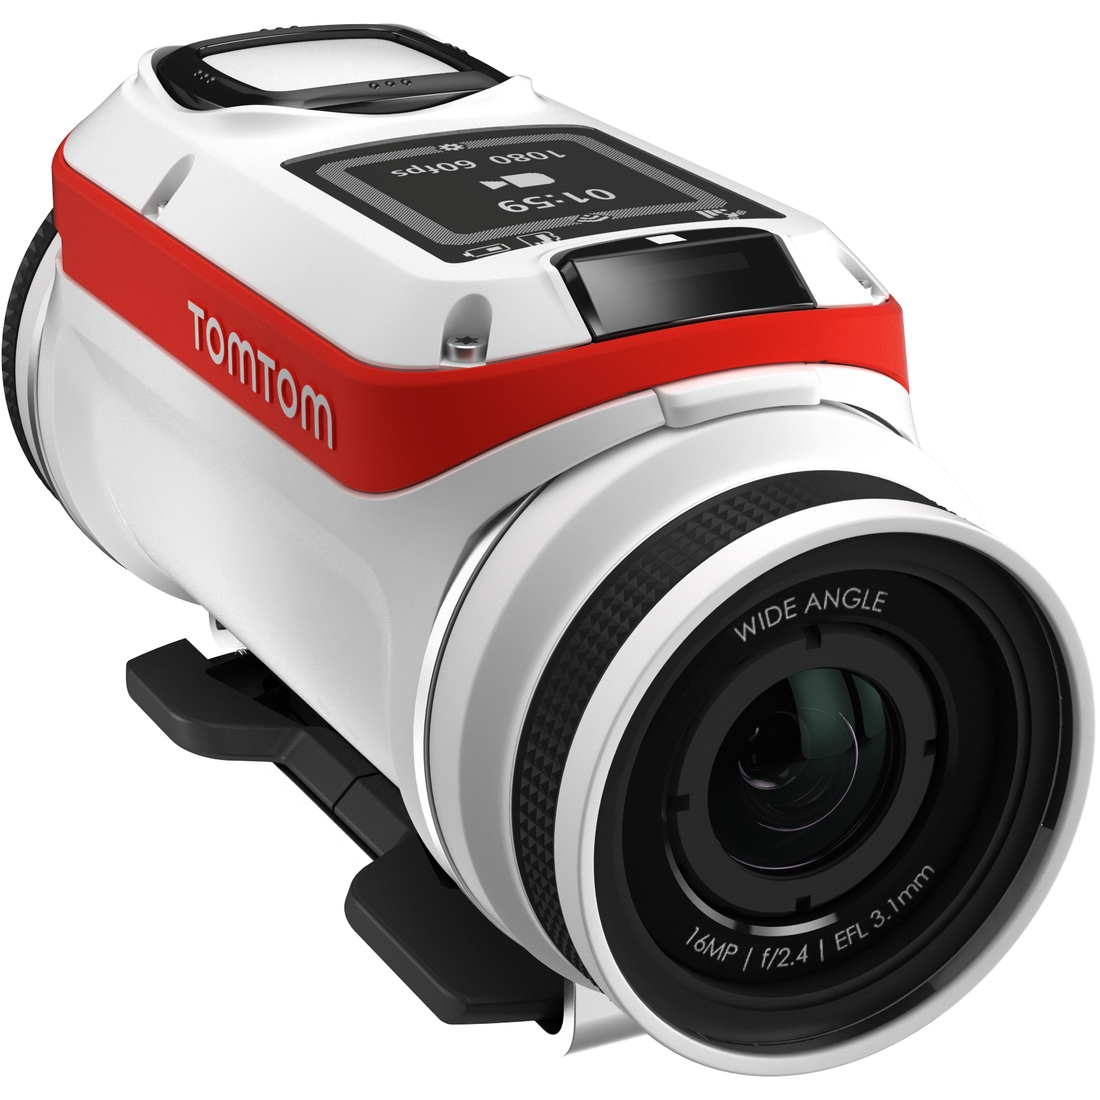 1080 60fps
01:59
TOMTOM
WIDE ANGLE
16MP | f/2.4 | EFL 3.1mm